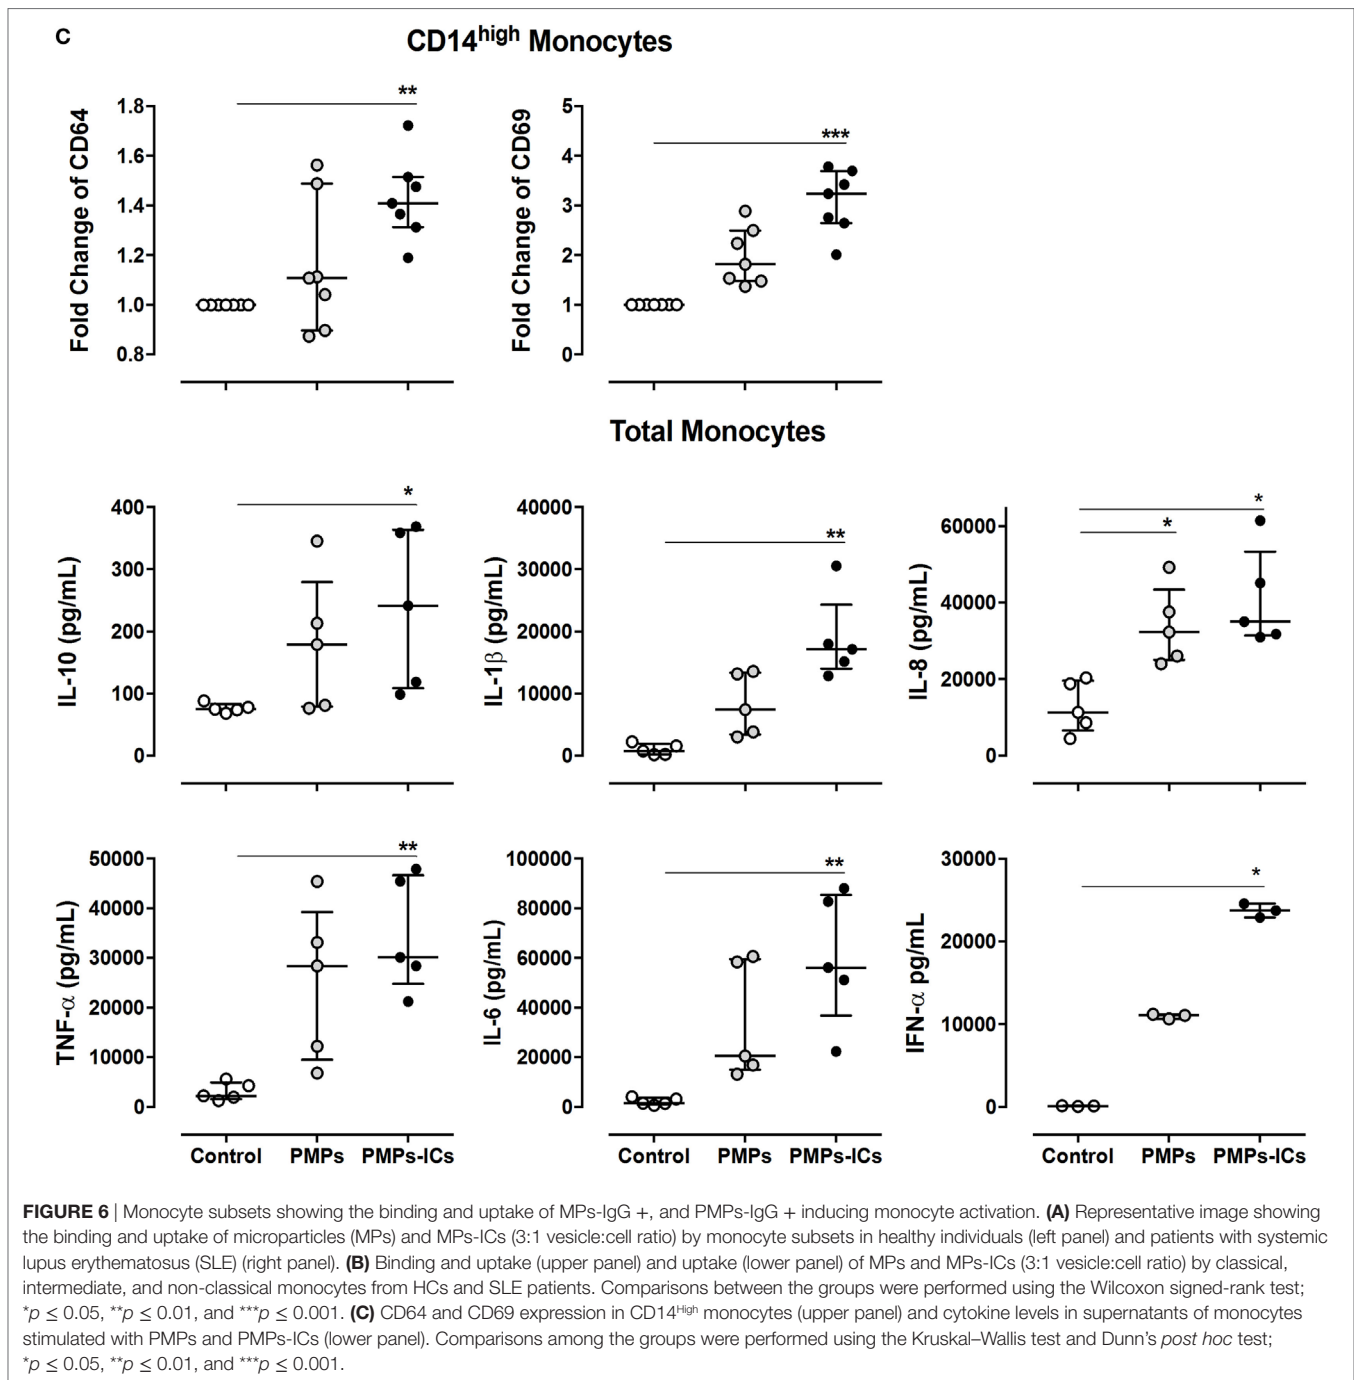 C
CD14high Monocytes
**
***
Fold Change of CD64
1.8
1.6
1.4
1.2
1.0
0.8
Fold Change of CD69
5
4
3
2
1
0
Total Monocytes
*
**
*
*
IL-10 (pg/mL)
400
300
200
100
0
IL-1β (pg/mL)
40000
30000
20000
10000
0
IL-8 (pg/mL)
60000
40000
20000
0
**
**
*
TNF-α (pg/mL)
50000
40000
30000
20000
10000
0
IL-6 (pg/mL)
100000
80000
60000
40000
20000
0
IFN-α pg/mL
30000
20000
10000
0
Control PMPs PMPs-ICs
Control PMPs PMPs-ICs
Control PMPs PMPs-ICs
FIGURE 6 | Monocyte subsets showing the binding and uptake of MPs-IgG +, and PMPs-IgG + inducing monocyte activation. (A) Representative image showing
the binding and uptake of microparticles (MPs) and MPs-ICs (3:1 vesicle:cell ratio) by monocyte subsets in healthy individuals (left panel) and patients with systemic
lupus erythematosus (SLE) (right panel). (B) Binding and uptake (upper panel) and uptake (lower panel) of MPs and MPs-ICs (3:1 vesicle:cell ratio) by classical,
intermediate, and non-classical monocytes from HCs and SLE patients. Comparisons between the groups were performed using the Wilcoxon signed-rank test;
*p ≤ 0.05, **p ≤ 0.01, and ***p ≤ 0.001. (C) CD64 and CD69 expression in CD14High monocytes (upper panel) and cytokine levels in supernatants of monocytes
stimulated with PMPs and PMPs-ICs (lower panel). Comparisons among the groups were performed using the Kruskal–Wallis test and Dunn's post hoc test;
*p ≤ 0.05, **p ≤ 0.01, and ***p ≤ 0.001.